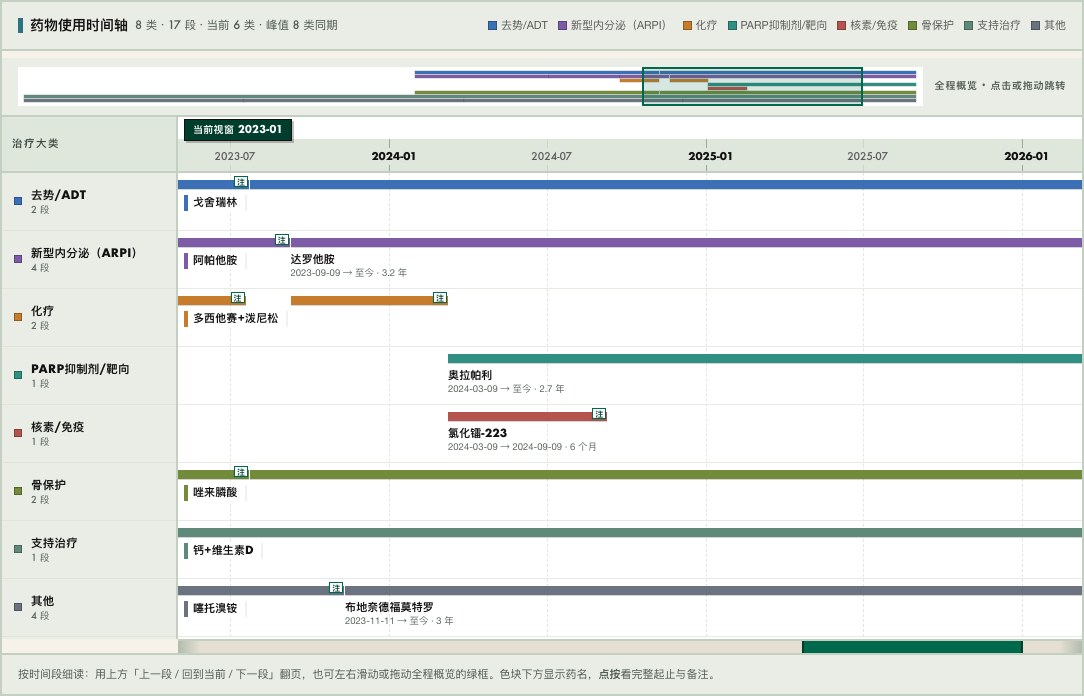 药物使用时间轴 8 类 · 17 段 · 当前 6 类 · 峰值 8 类同期
去势/ADT 新型内分泌（ARPI） 化疗 PARP抑制剂/靶向 核素/免疫 骨保护 支持治疗 其他
全程概览 · 点击或拖动跳转
当前视窗 2023-01
治疗大类
2023-07 2024-01 2024-07 2025-01 2025-07 2026-01
去势/ADT
2 段
注
戈舍瑞林
新型内分泌（ARPI）
4 段
注
阿帕他胺
达罗他胺
2023-09-09 → 至今 · 3.2 年
化疗
2 段
注 注
多西他赛+泼尼松
PARP抑制剂/靶向
1 段
奥拉帕利
2024-03-09 → 至今 · 2.7 年
核素/免疫
1 段
注
氯化镭-223
2024-03-09 → 2024-09-09 · 6 个月
骨保护
2 段
注
唑来膦酸
支持治疗
1 段
钙+维生素D
其他
4 段
注
噻托溴铵
布地奈德福莫特罗
2023-11-11 → 至今 · 3 年
按时间段细读：用上方「上一段 / 回到当前 / 下一段」翻页，也可左右滑动或拖动全程概览的绿框。色块下方显示药名，点按看完整起止与备注。